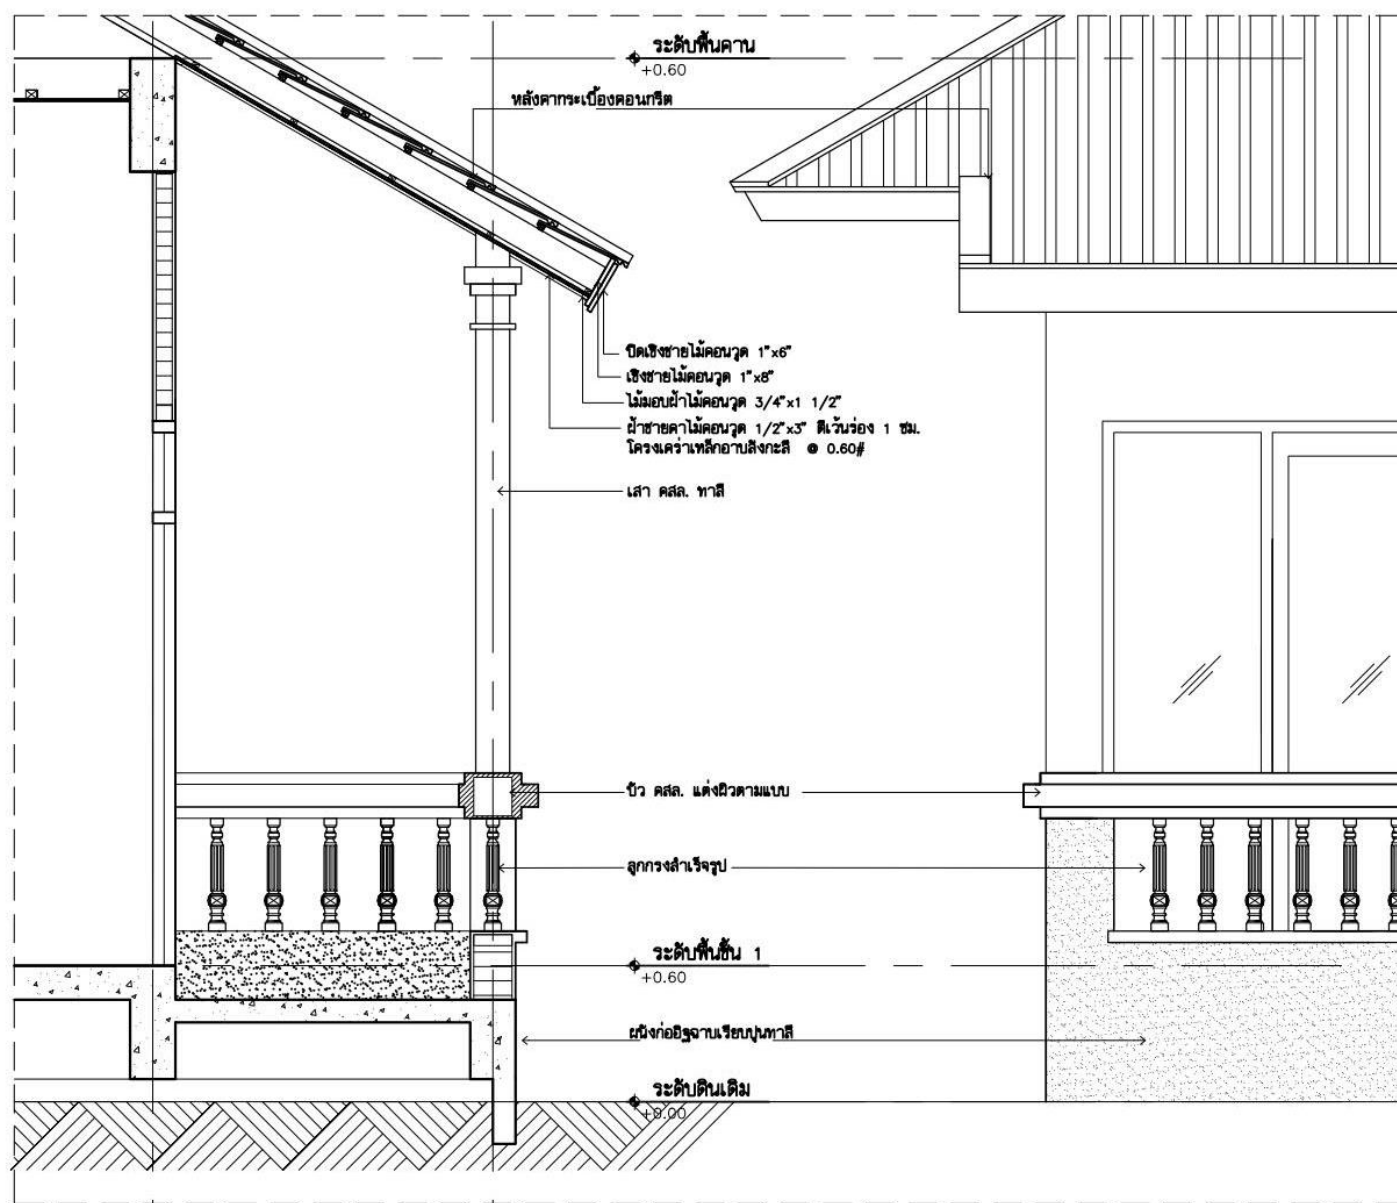 ระดับพื้นคาน
+0.60
หลังคากระเบื้องคอนกรีต
ปิดเชิงชายไม้คอนวูด 1"x6"
เชิงชายไม้คอนวูด 1"x8"
ไม้มอบฝ้าไม้คอนวูด 3/4"x1 1/2"
ฝ้าชายคาไม้คอนวูด 1/2"x3" ตีเว้นร่อง 1 ซม.
โครงเคร่าเหล็กอาบสังกะสี @ 0.60#
เสา คสล. ทาสี
บัว คสล. แต่งผิวตามแบบ
ลูกกรงสำเร็จรูป
ระดับพื้นชั้น 1
+0.60
ผนังก่ออิฐฉาบเรียบปูนทาสี
ระดับดินเดิม
+0.00